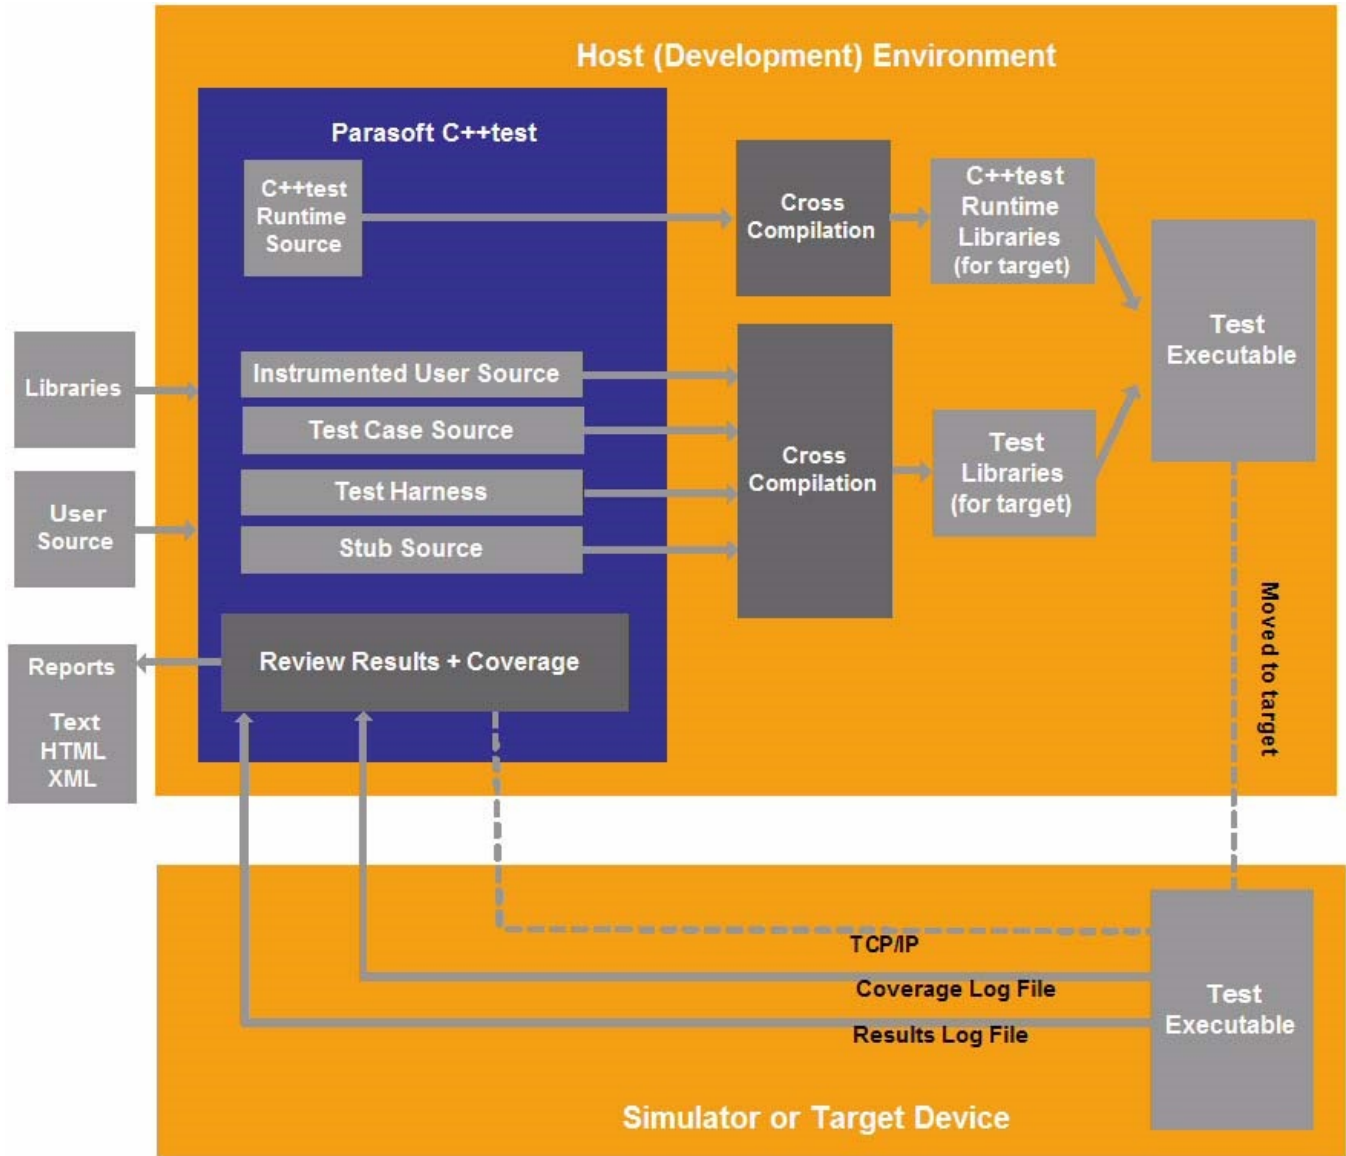 Host (Development) Environment
Parasoft C++test
C++test
Runtime
Source
Cross
Compilation
C++test
Runtime
Libraries
(for target)
Test
Executable
Libraries
Instrumented User Source
Test Case Source
Test Harness
Stub Source
Cross
Compilation
Test
Libraries
(for target)
User
Source
Moved to target
Review Results + Coverage
Reports
Text
HTML
XML
TCP/IP
Coverage Log File
Results Log File
Test
Executable
Simulator or Target Device